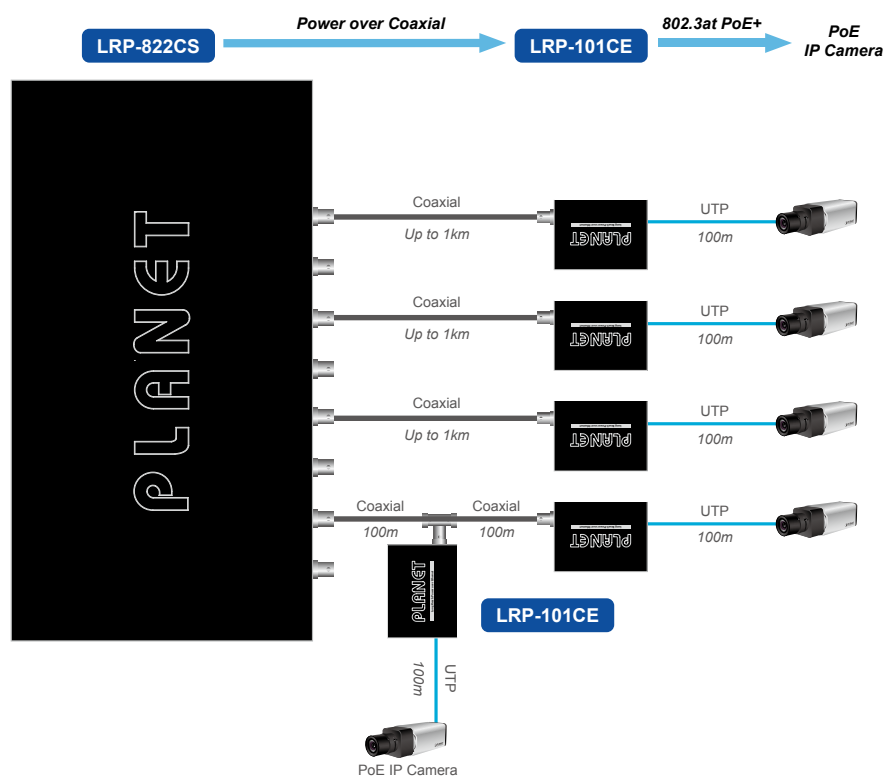 Power over Coaxial
802.3at PoE+
LRP-822CS
LRP-101CE
PoE
IP Camera
PLANET
Coaxial
Up to 1km
PLANET
UTP
100m
Coaxial
Up to 1km
PLANET
UTP
100m
Coaxial
Up to 1km
PLANET
UTP
100m
Coaxial
100m
Coaxial
100m
PLANET
UTP
100m
PLANET
LRP-101CE
UTP
100m
PoE IP Camera